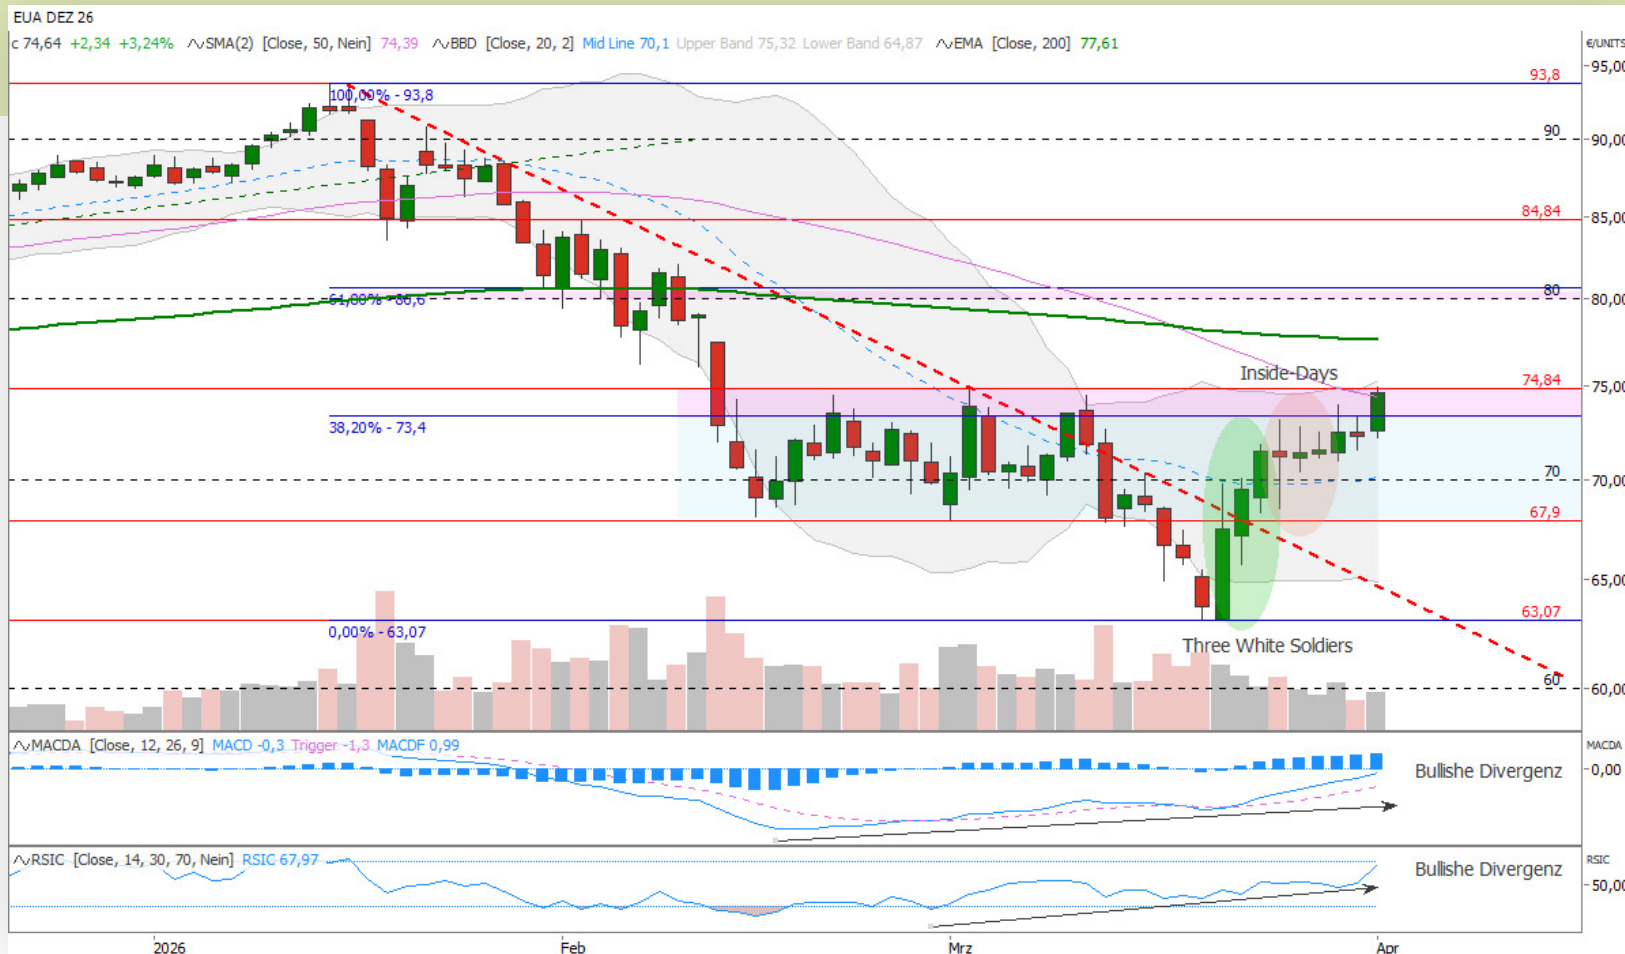 EUA DEZ 26
c 74,64 +2,34 +3,24% SMA(2) [Close, 50, Nein] 74,39 BBD [Close, 20, 2] Mid Line 70,1 Upper Band 75,32 Lower Band 64,87 EMA [Close, 200] 77,61
€/UNITS
95,00
93,8
100,00% - 93,8
90
90,00
84,84
85,00
61,80% - 80,6
80
80,00
Inside-Days
74,84
75,00
38,20% - 73,4
70
70,00
67,9
65,00
63,07
0,00% - 63,07
Three White Soldiers
60
60,00
MACDA [Close, 12, 26, 9] MACD -0,3 Trigger -1,3 MACDF 0,99
MACDA
0,00
Bullishe Divergenz
RSIC [Close, 14, 30, 70, Nein] RSIC 67,97
RSIC
50,00
Bullishe Divergenz
2026 Feb Mrz Apr